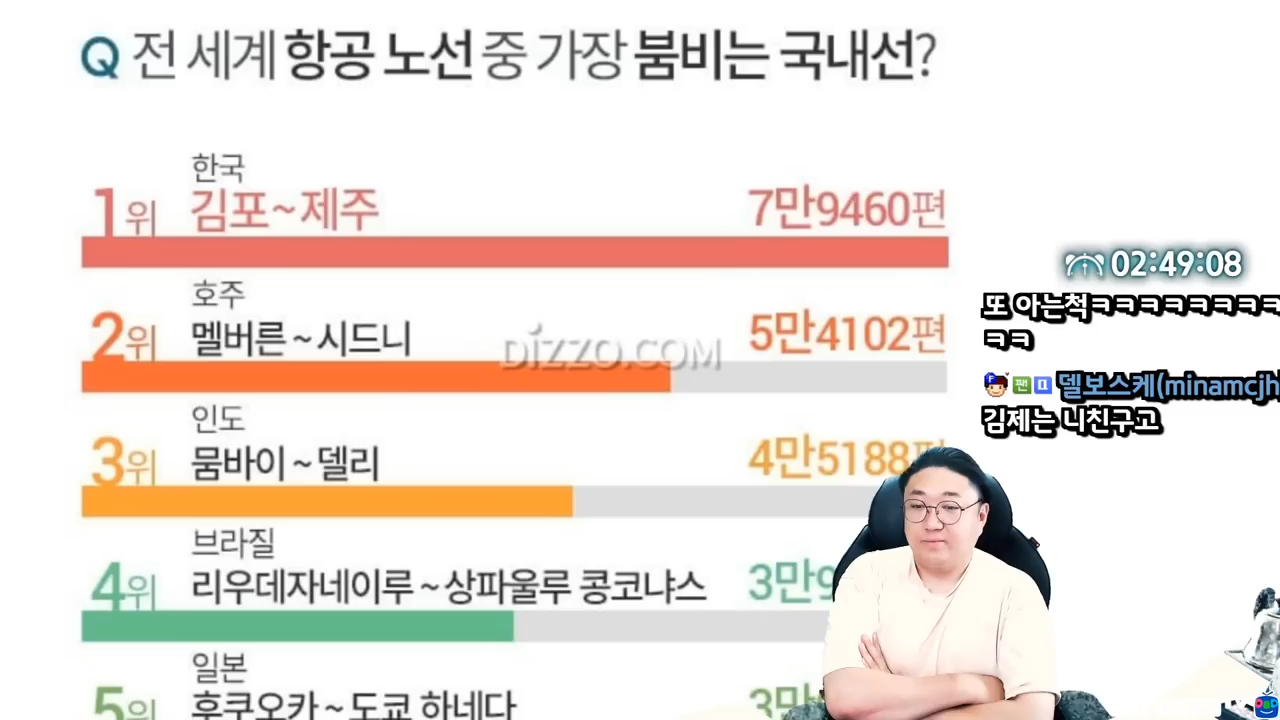 Q 전 세계 항공 노선 중 가장 붐비는 국내선?
한국
1위 김포~제주 7만9460편
호주
2위 멜버른~시드니 5만4102편
DIZZO.COM
인도
3위 뭄바이~델리 4만5188편
브라질
4위 리우데자네이루~상파울루 콩코냐스 3만9
일본
5위 후쿠오카~도쿄 하네다 3만
02:49:08
또 아는척ㅋㅋㅋㅋㅋㅋㅋㅋ
ㅋㅋ
팬 델보스케(minamcjh
김제는 니친구고